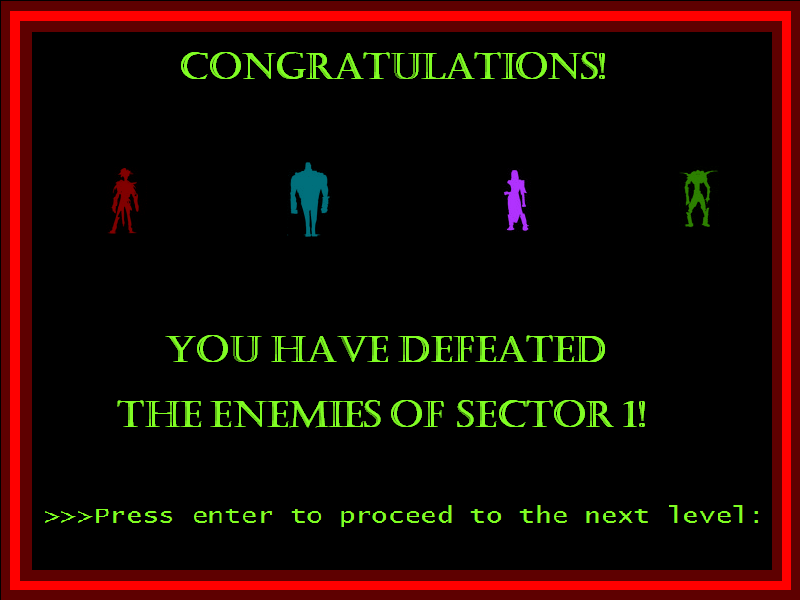 CONGRATULATIONS!
YOU HAVE DEFEATED
THE ENEMIES OF SECTOR 1!
>>>Press enter to proceed to the next level: